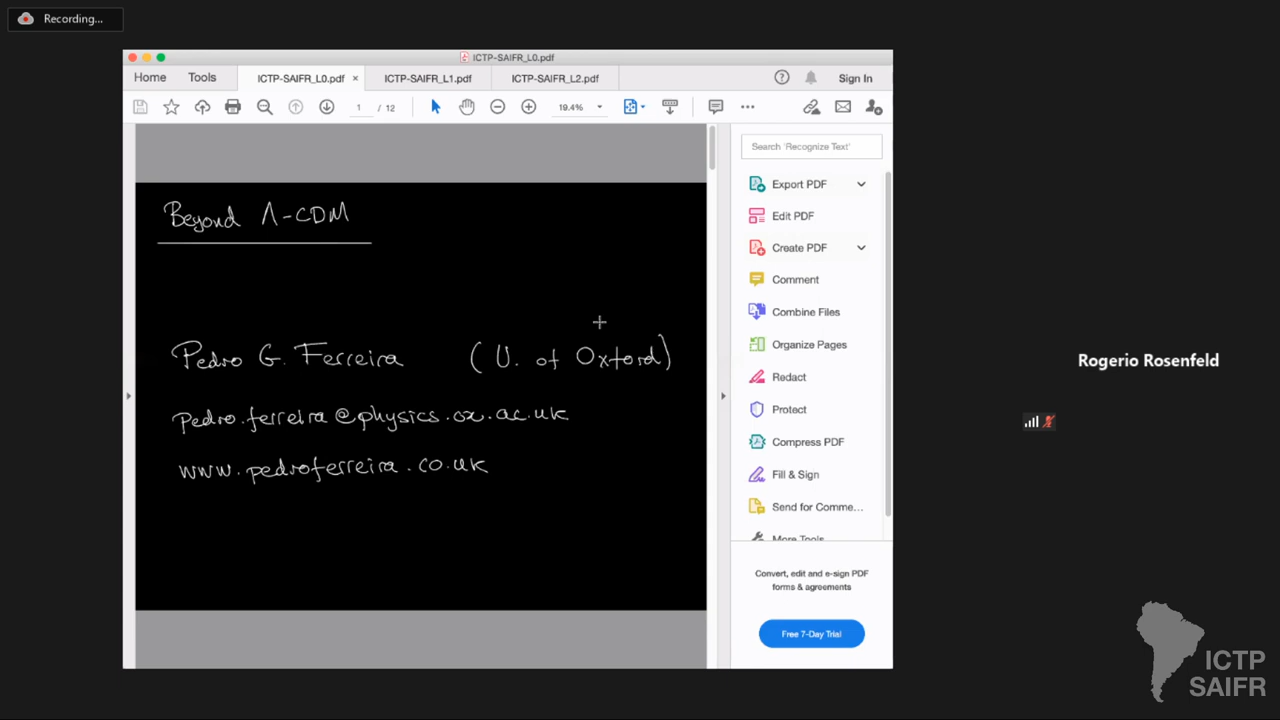 Recording...
ICTP-SAIFR_L0.pdf
Home Tools ICTP-SAIFR_L0.pdf × ICTP-SAIFR_L1.pdf ICTP-SAIFR_L2.pdf ? Sign In
1 / 12 19.4%
Search 'Recognize Text'
Export PDF
Edit PDF
Create PDF
Comment
Combine Files
Organize Pages
Redact
Protect
Compress PDF
Fill & Sign
Send for Comme...
More Tools
Convert, edit and e-sign PDF
forms & agreements
Free 7-Day Trial
Beyond Λ-CDM
Pedro G. Ferreira (U. of Oxford)
pedro.ferreira@physics.ox.ac.uk
www.pedroferreira.co.uk
Rogerio Rosenfeld
ICTP
SAIFR